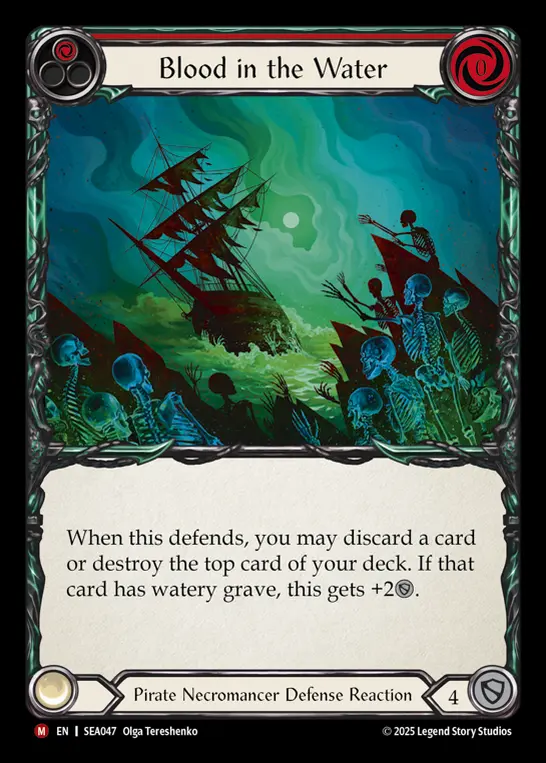 Blood in the Water
0
When this defends, you may discard a card
or destroy the top card of your deck. If that
card has watery grave, this gets +2.
Pirate Necromancer Defense Reaction
4
M EN | SEA047 Olga Tereshenko
© 2025 Legend Story Studios